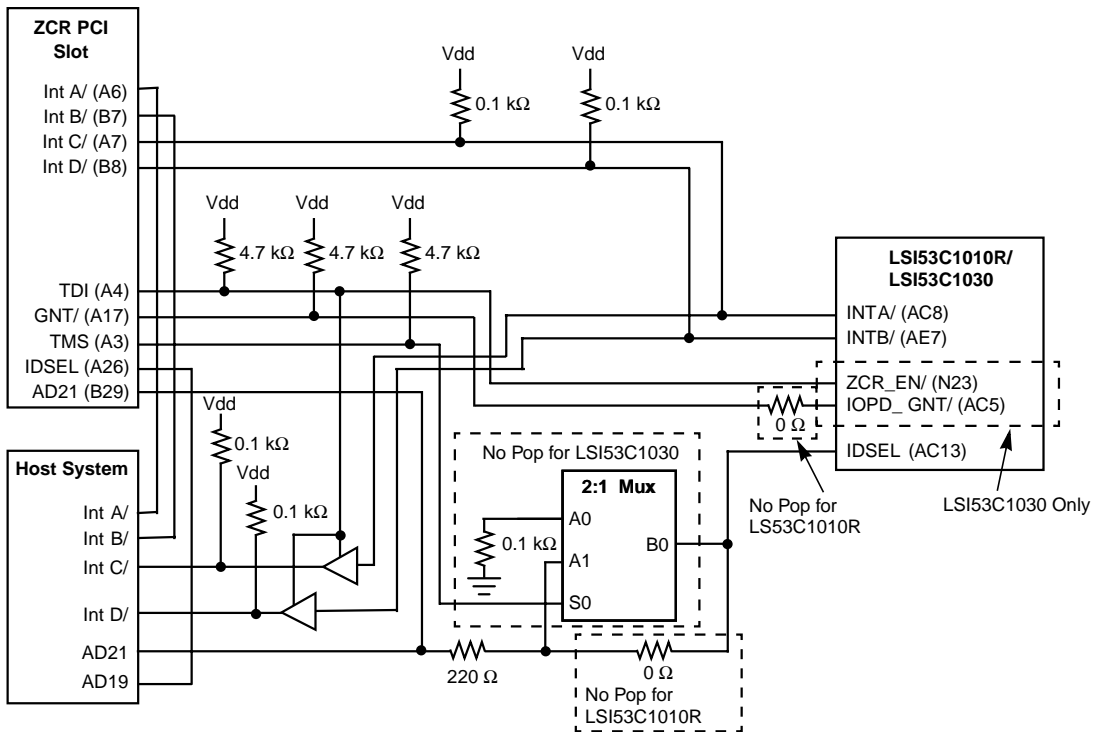 ZCR PCI
Slot
Int A/ (A6)
Int B/ (B7)
Int C/ (A7)
Int D/ (B8)
TDI (A4)
GNT/ (A17)
TMS (A3)
IDSEL (A26)
AD21 (B29)
Vdd
0.1 kΩ
Vdd
0.1 kΩ
Vdd
4.7 kΩ
Vdd
4.7 kΩ
Vdd
4.7 kΩ
LSI53C1010R/
LSI53C1030
INTA/ (AC8)
INTB/ (AE7)
ZCR_EN/ (N23)
IOPD_ GNT/ (AC5)
IDSEL (AC13)
0 Ω
No Pop for
LS53C1010R
LSI53C1030 Only
Vdd
0.1 kΩ
Vdd
0.1 kΩ
Host System
Int A/
Int B/
Int C/
Int D/
AD21
AD19
No Pop for LSI53C1030
2:1 Mux
A0
A1
S0
B0
0.1 kΩ
220 Ω
0 Ω
No Pop for
LSI53C1010R